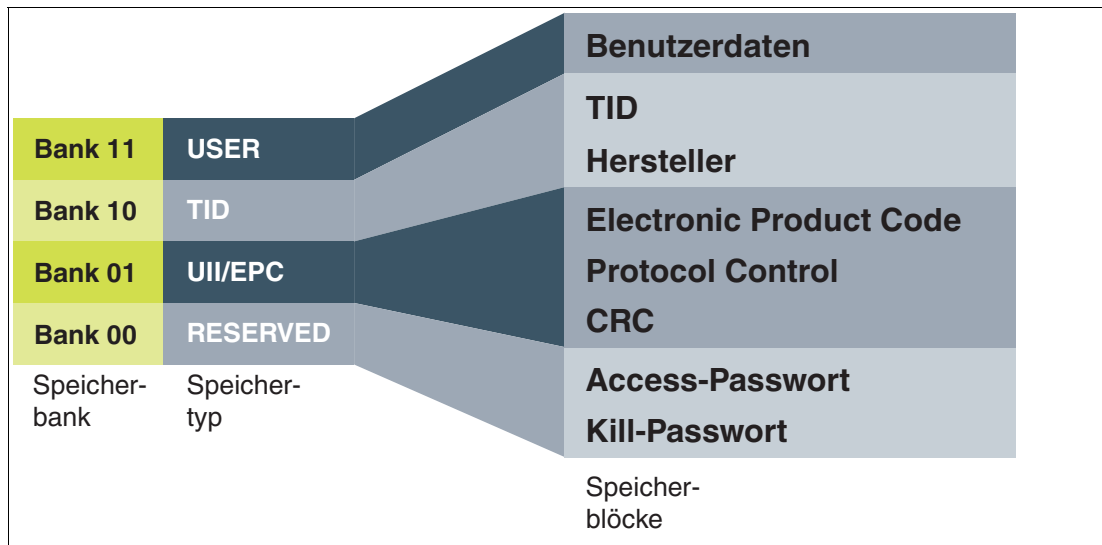 Benutzerdaten
TID
Hersteller
Electronic Product Code
Protocol Control
CRC
Access-Passwort
Kill-Passwort
Speicher-
blöcke
Bank 11 USER
Bank 10 TID
Bank 01 UII/EPC
Bank 00 RESERVED
Speicher-
bank
Speicher-
typ